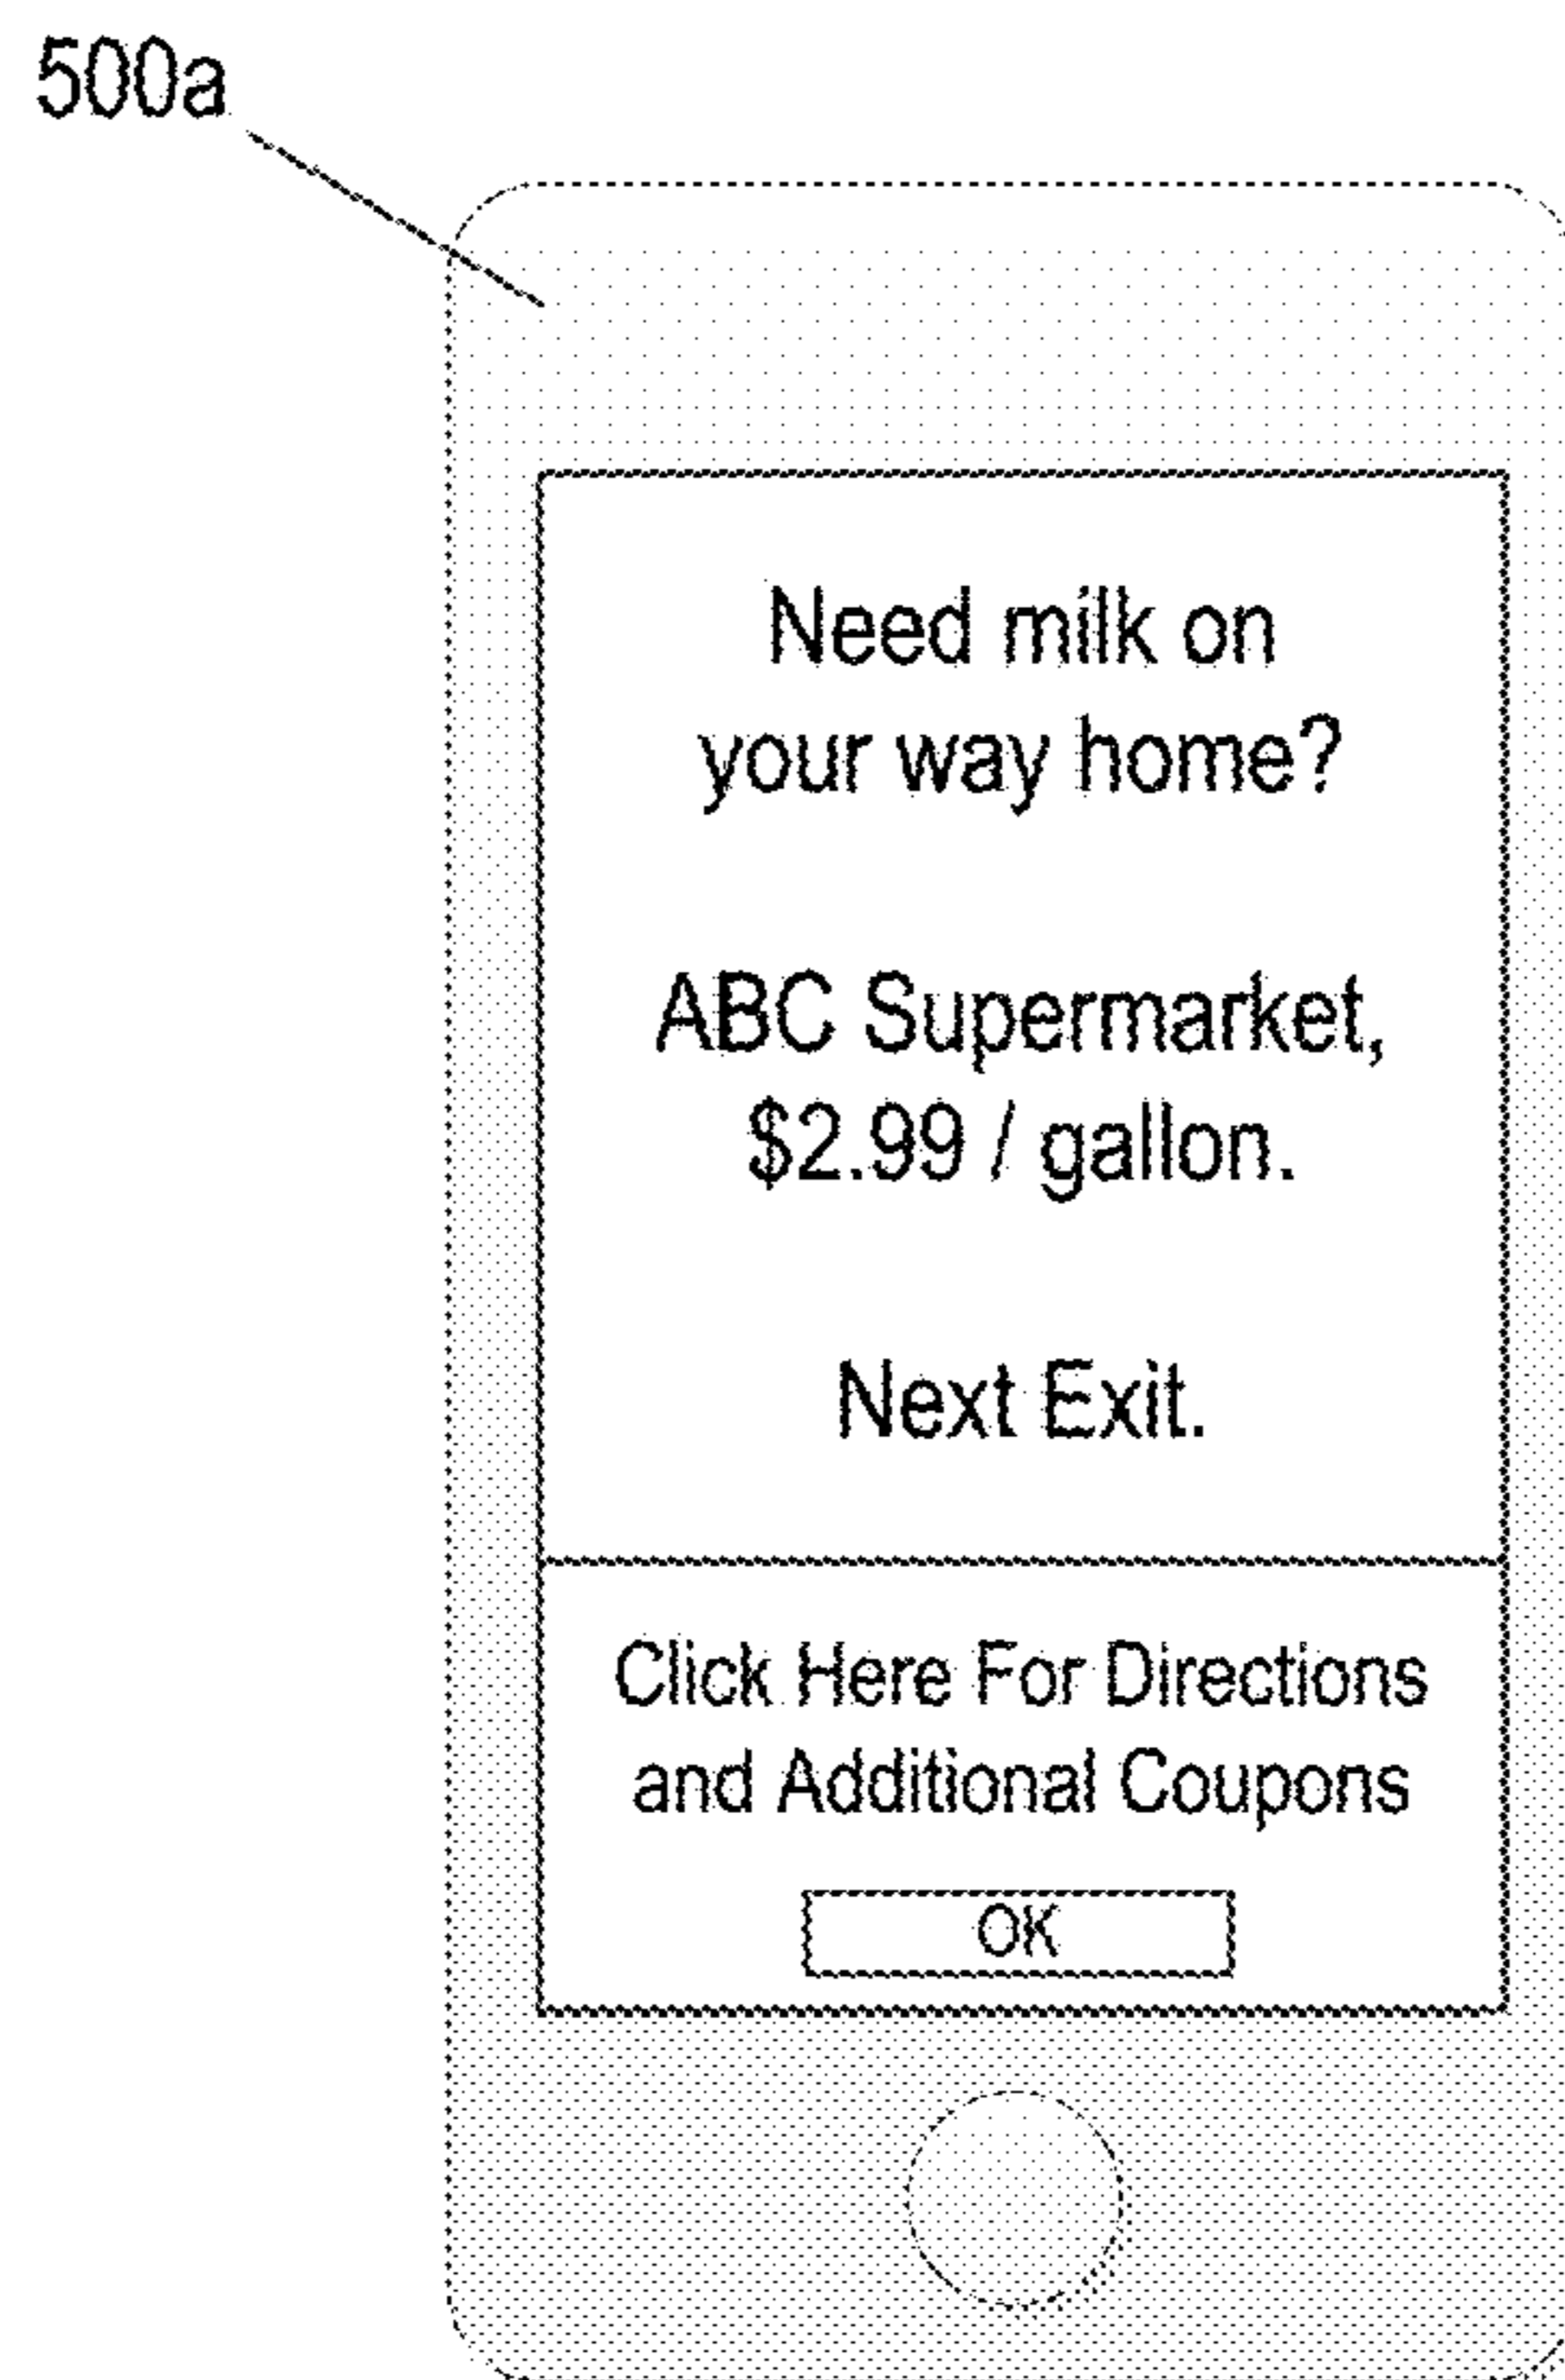 500a
Need milk on
your way home?
ABC Supermarket,
$2.99 / gallon.
Next Exit.
Click Here For Directions
and Additional Coupons
OK